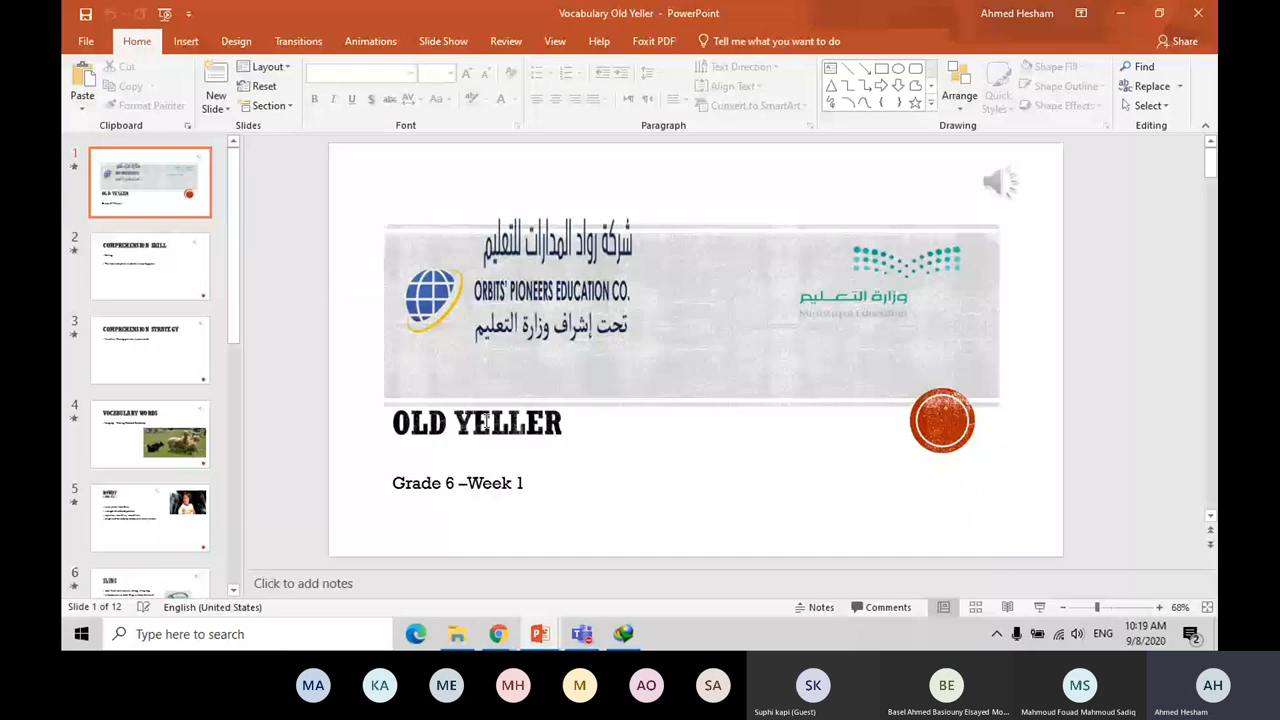 Vocabulary Old Yeller - PowerPoint
Ahmed Hesham
File Home Insert Design Transitions Animations Slide Show Review View Help Foxit PDF Tell me what you want to do Share
Paste
Cut
Copy
Format Painter
Clipboard
New Slide
Layout
Reset
Section
Slides
Font
Text Direction
Align Text
Convert to SmartArt
Paragraph
Arrange
Quick Styles
Shape Fill
Shape Outline
Shape Effects
Drawing
Find
Replace
Select
Editing
1
OLD YELLER
2
COMPREHENSION SKILL
3
COMPREHENSION STRATEGY
4
VOCABULARY WORDS
5
6
SLUNG
شركة رواد المدارات للتعليم
ORBITS' PIONEERS EDUCATION CO.
تحت إشراف وزارة التعليم
وزارة التعليم
Ministry of Education
OLD YELLER
Grade 6 –Week 1
Click to add notes
Slide 1 of 12
English (United States)
Notes
Comments
68%
Type here to search
ENG
10:19 AM
9/8/2020
2
MA KA ME MH M AO SA SK BE MS AH
Suphi kapi (Guest)
Basel Ahmed Basiouny Elsayed Mo...
Mahmoud Fouad Mahmoud Sadiq
Ahmed Hesham